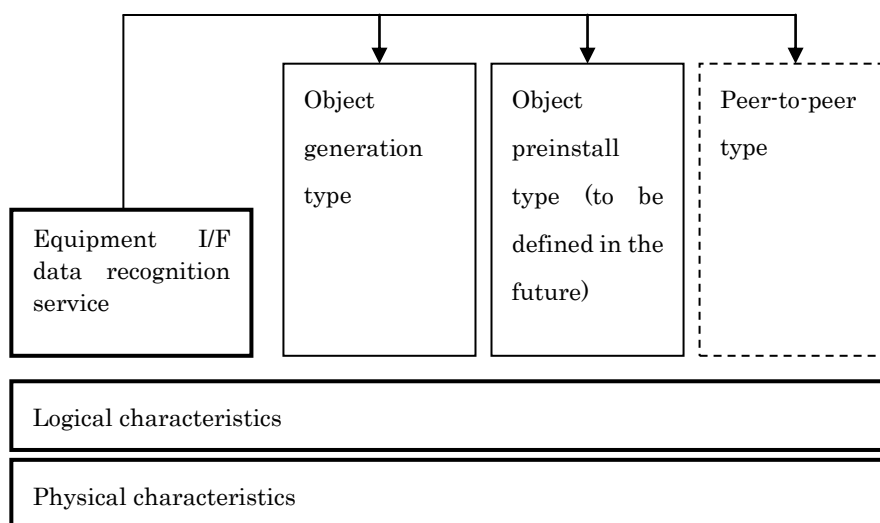 Object
generation
type
Object
preinstall
type (to be
defined in the
future)
Peer-to-peer
type
Equipment I/F
data recognition
service
Logical characteristics
Physical characteristics